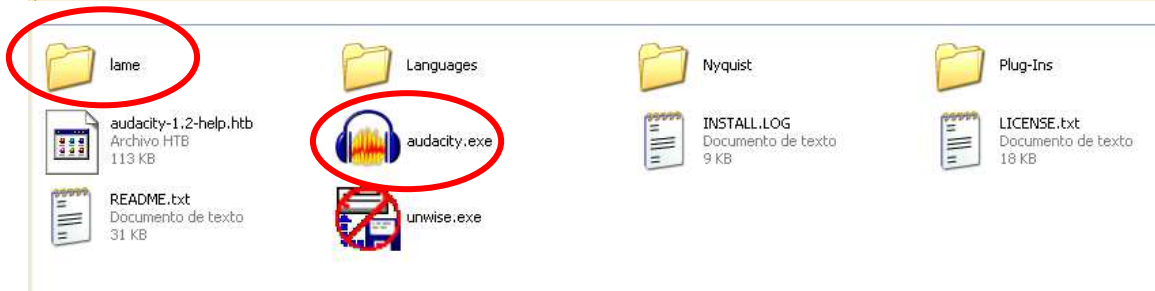 lame
Languages
Nyquist
Plug-Ins
audacity-1.2-help.htb
Archivo HTB
113 KB
audacity.exe
INSTALL.LOG
Documento de texto
9 KB
LICENSE.txt
Documento de texto
18 KB
README.txt
Documento de texto
31 KB
unwise.exe